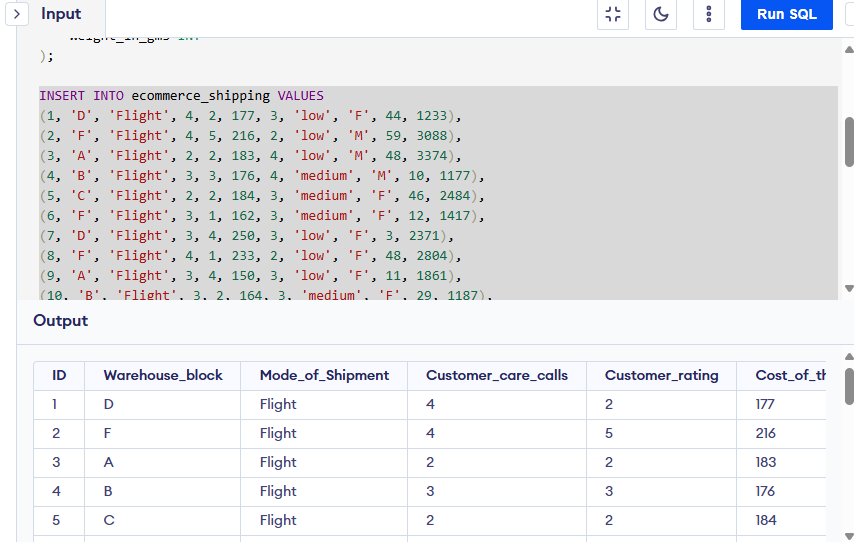 Input
Run SQL
);
INSERT INTO ecommerce_shipping VALUES
(1, 'D', 'Flight', 4, 2, 177, 3, 'low', 'F', 44, 1233),
(2, 'F', 'Flight', 4, 5, 216, 2, 'low', 'M', 59, 3088),
(3, 'A', 'Flight', 2, 2, 183, 4, 'low', 'M', 48, 3374),
(4, 'B', 'Flight', 3, 3, 176, 4, 'medium', 'M', 10, 1177),
(5, 'C', 'Flight', 2, 2, 184, 3, 'medium', 'F', 46, 2484),
(6, 'F', 'Flight', 3, 1, 162, 3, 'medium', 'F', 12, 1417),
(7, 'D', 'Flight', 3, 4, 250, 3, 'low', 'F', 3, 2371),
(8, 'F', 'Flight', 4, 1, 233, 2, 'low', 'F', 48, 2804),
(9, 'A', 'Flight', 3, 4, 150, 3, 'low', 'F', 11, 1861),
(10, 'B', 'Flight', 3, 2, 164, 3, 'medium', 'F', 29, 1187),
Output
ID Warehouse_block Mode_of_Shipment Customer_care_calls Customer_rating Cost_of_th
1 D Flight 4 2 177
2 F Flight 4 5 216
3 A Flight 2 2 183
4 B Flight 3 3 176
5 C Flight 2 2 184